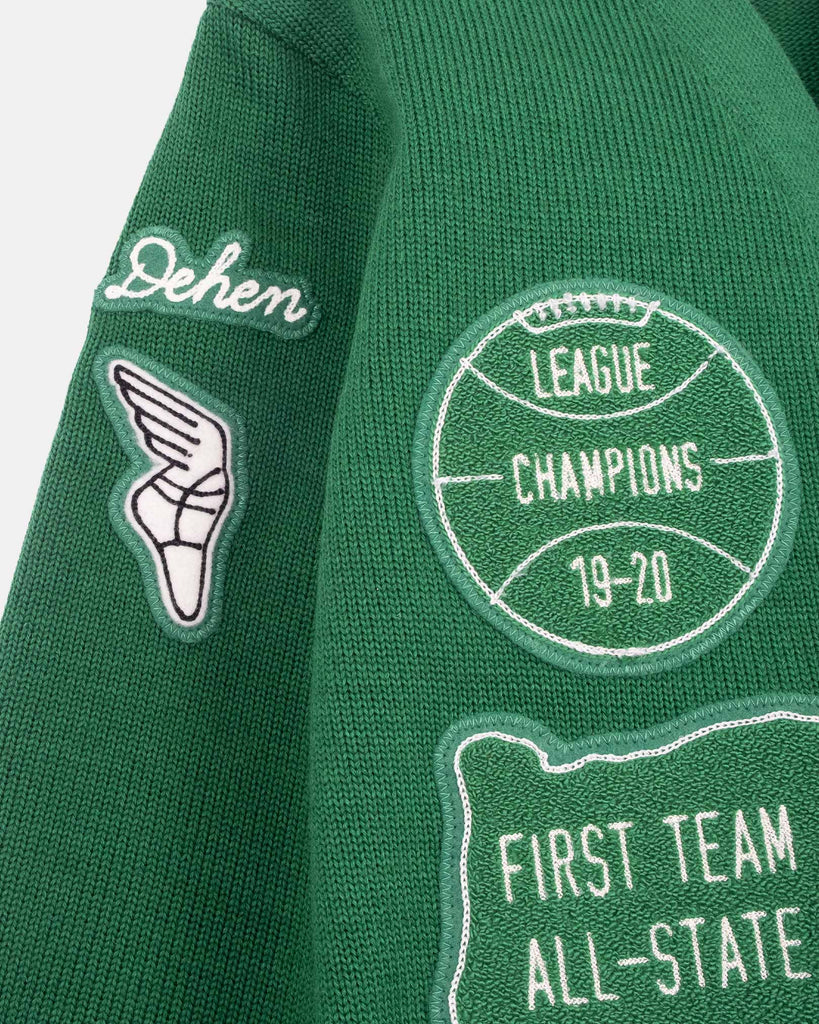 Dehen
LEAGUE
CHAMPIONS
19-20
FIRST TEAM
ALL-STATE